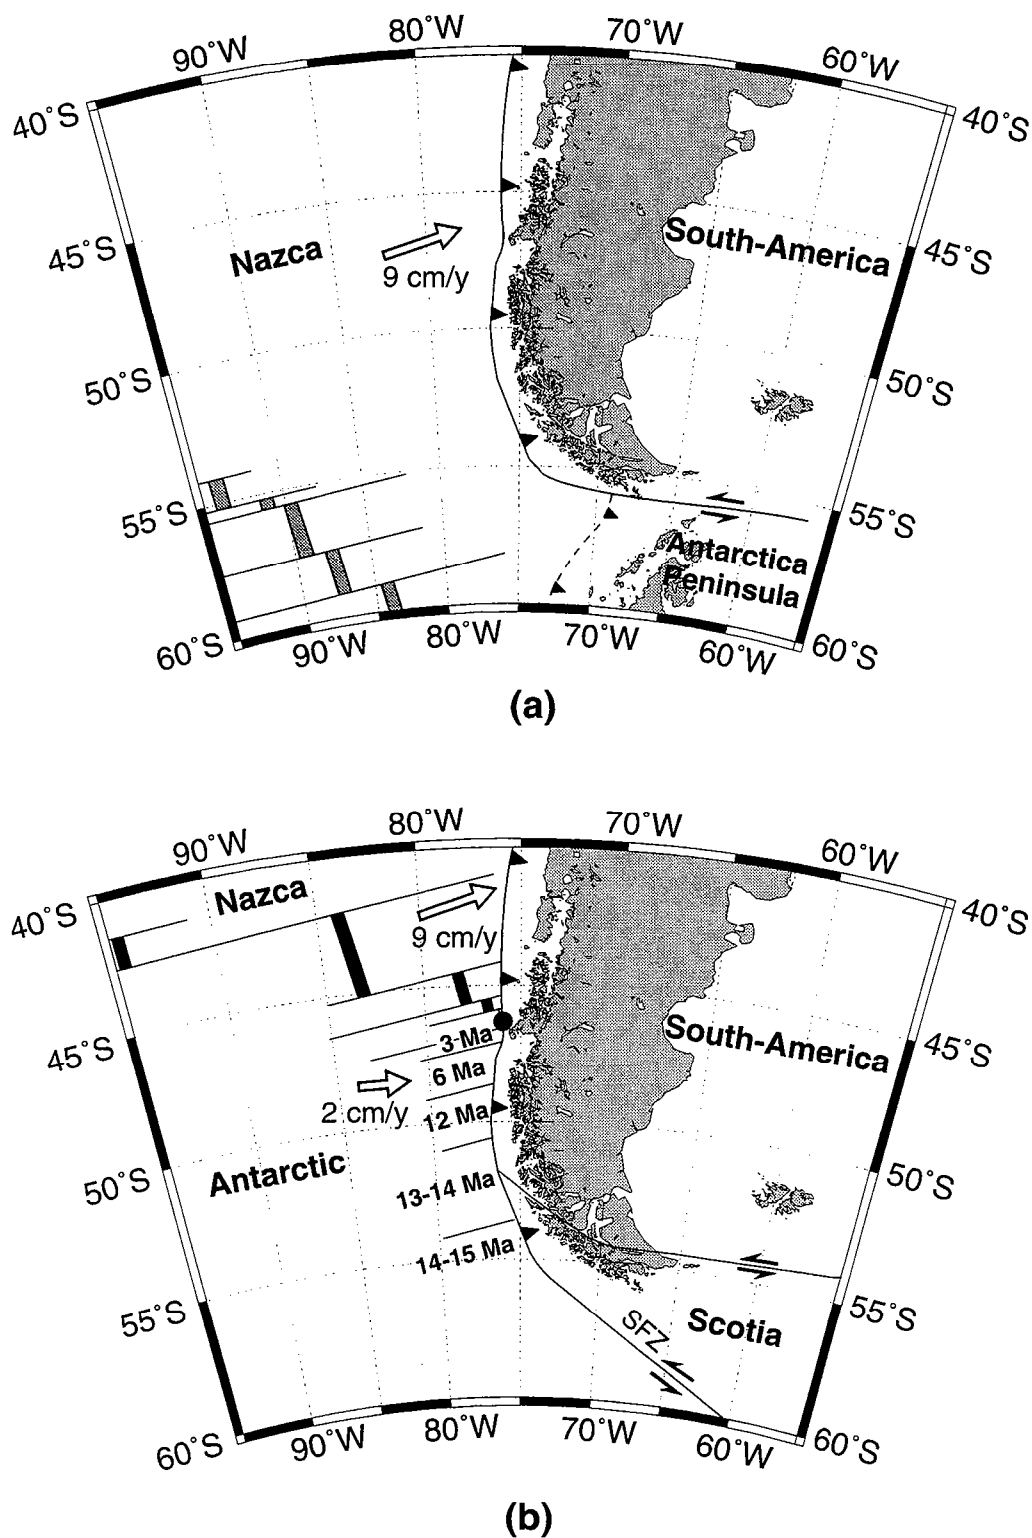 90°W
80°W
70°W
60°W
40°S
40°S
45°S
45°S
Nazca
9 cm/y
South-America
50°S
50°S
55°S
55°S
Antarctica
Peninsula
60°S
60°S
90°W
80°W
70°W
60°W
(a)
90°W
80°W
70°W
60°W
40°S
40°S
Nazca
9 cm/y
45°S
45°S
3-Ma
6 Ma
2 cm/y
12 Ma
South-America
Antarctic
50°S
50°S
13-14 Ma
14-15 Ma
55°S
55°S
SFZ
Scotia
60°S
60°S
90°W
80°W
70°W
60°W
(b)